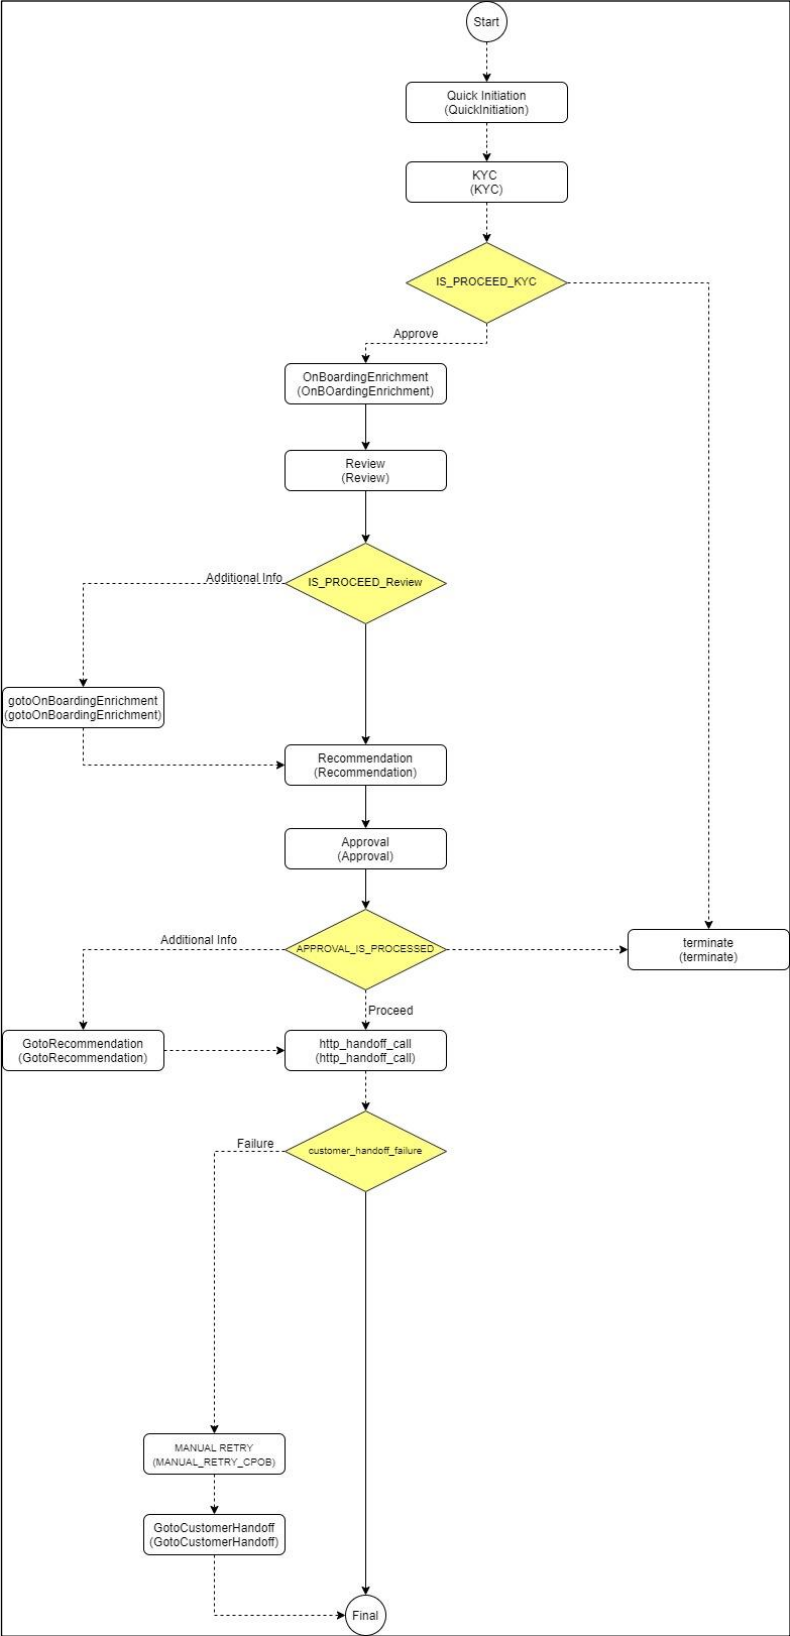 Start
Quick Initiation
(QuickInitiation)
KYC
(KYC)
IS_PROCEED_KYC
Approve
OnBoardingEnrichment
(OnBOardingEnrichment)
Review
(Review)
Additional Info
IS_PROCEED_Review
gotoOnBoardingEnrichment
(gotoOnBoardingEnrichment)
Recommendation
(Recommendation)
Approval
(Approval)
Additional Info
APPROVAL_IS_PROCESSED
terminate
(terminate)
Proceed
GotoRecommendation
(GotoRecommendation)
http_handoff_call
(http_handoff_call)
Failure
customer_handoff_failure
MANUAL RETRY
(MANUAL_RETRY_CPOB)
GotoCustomerHandoff
(GotoCustomerHandoff)
Final